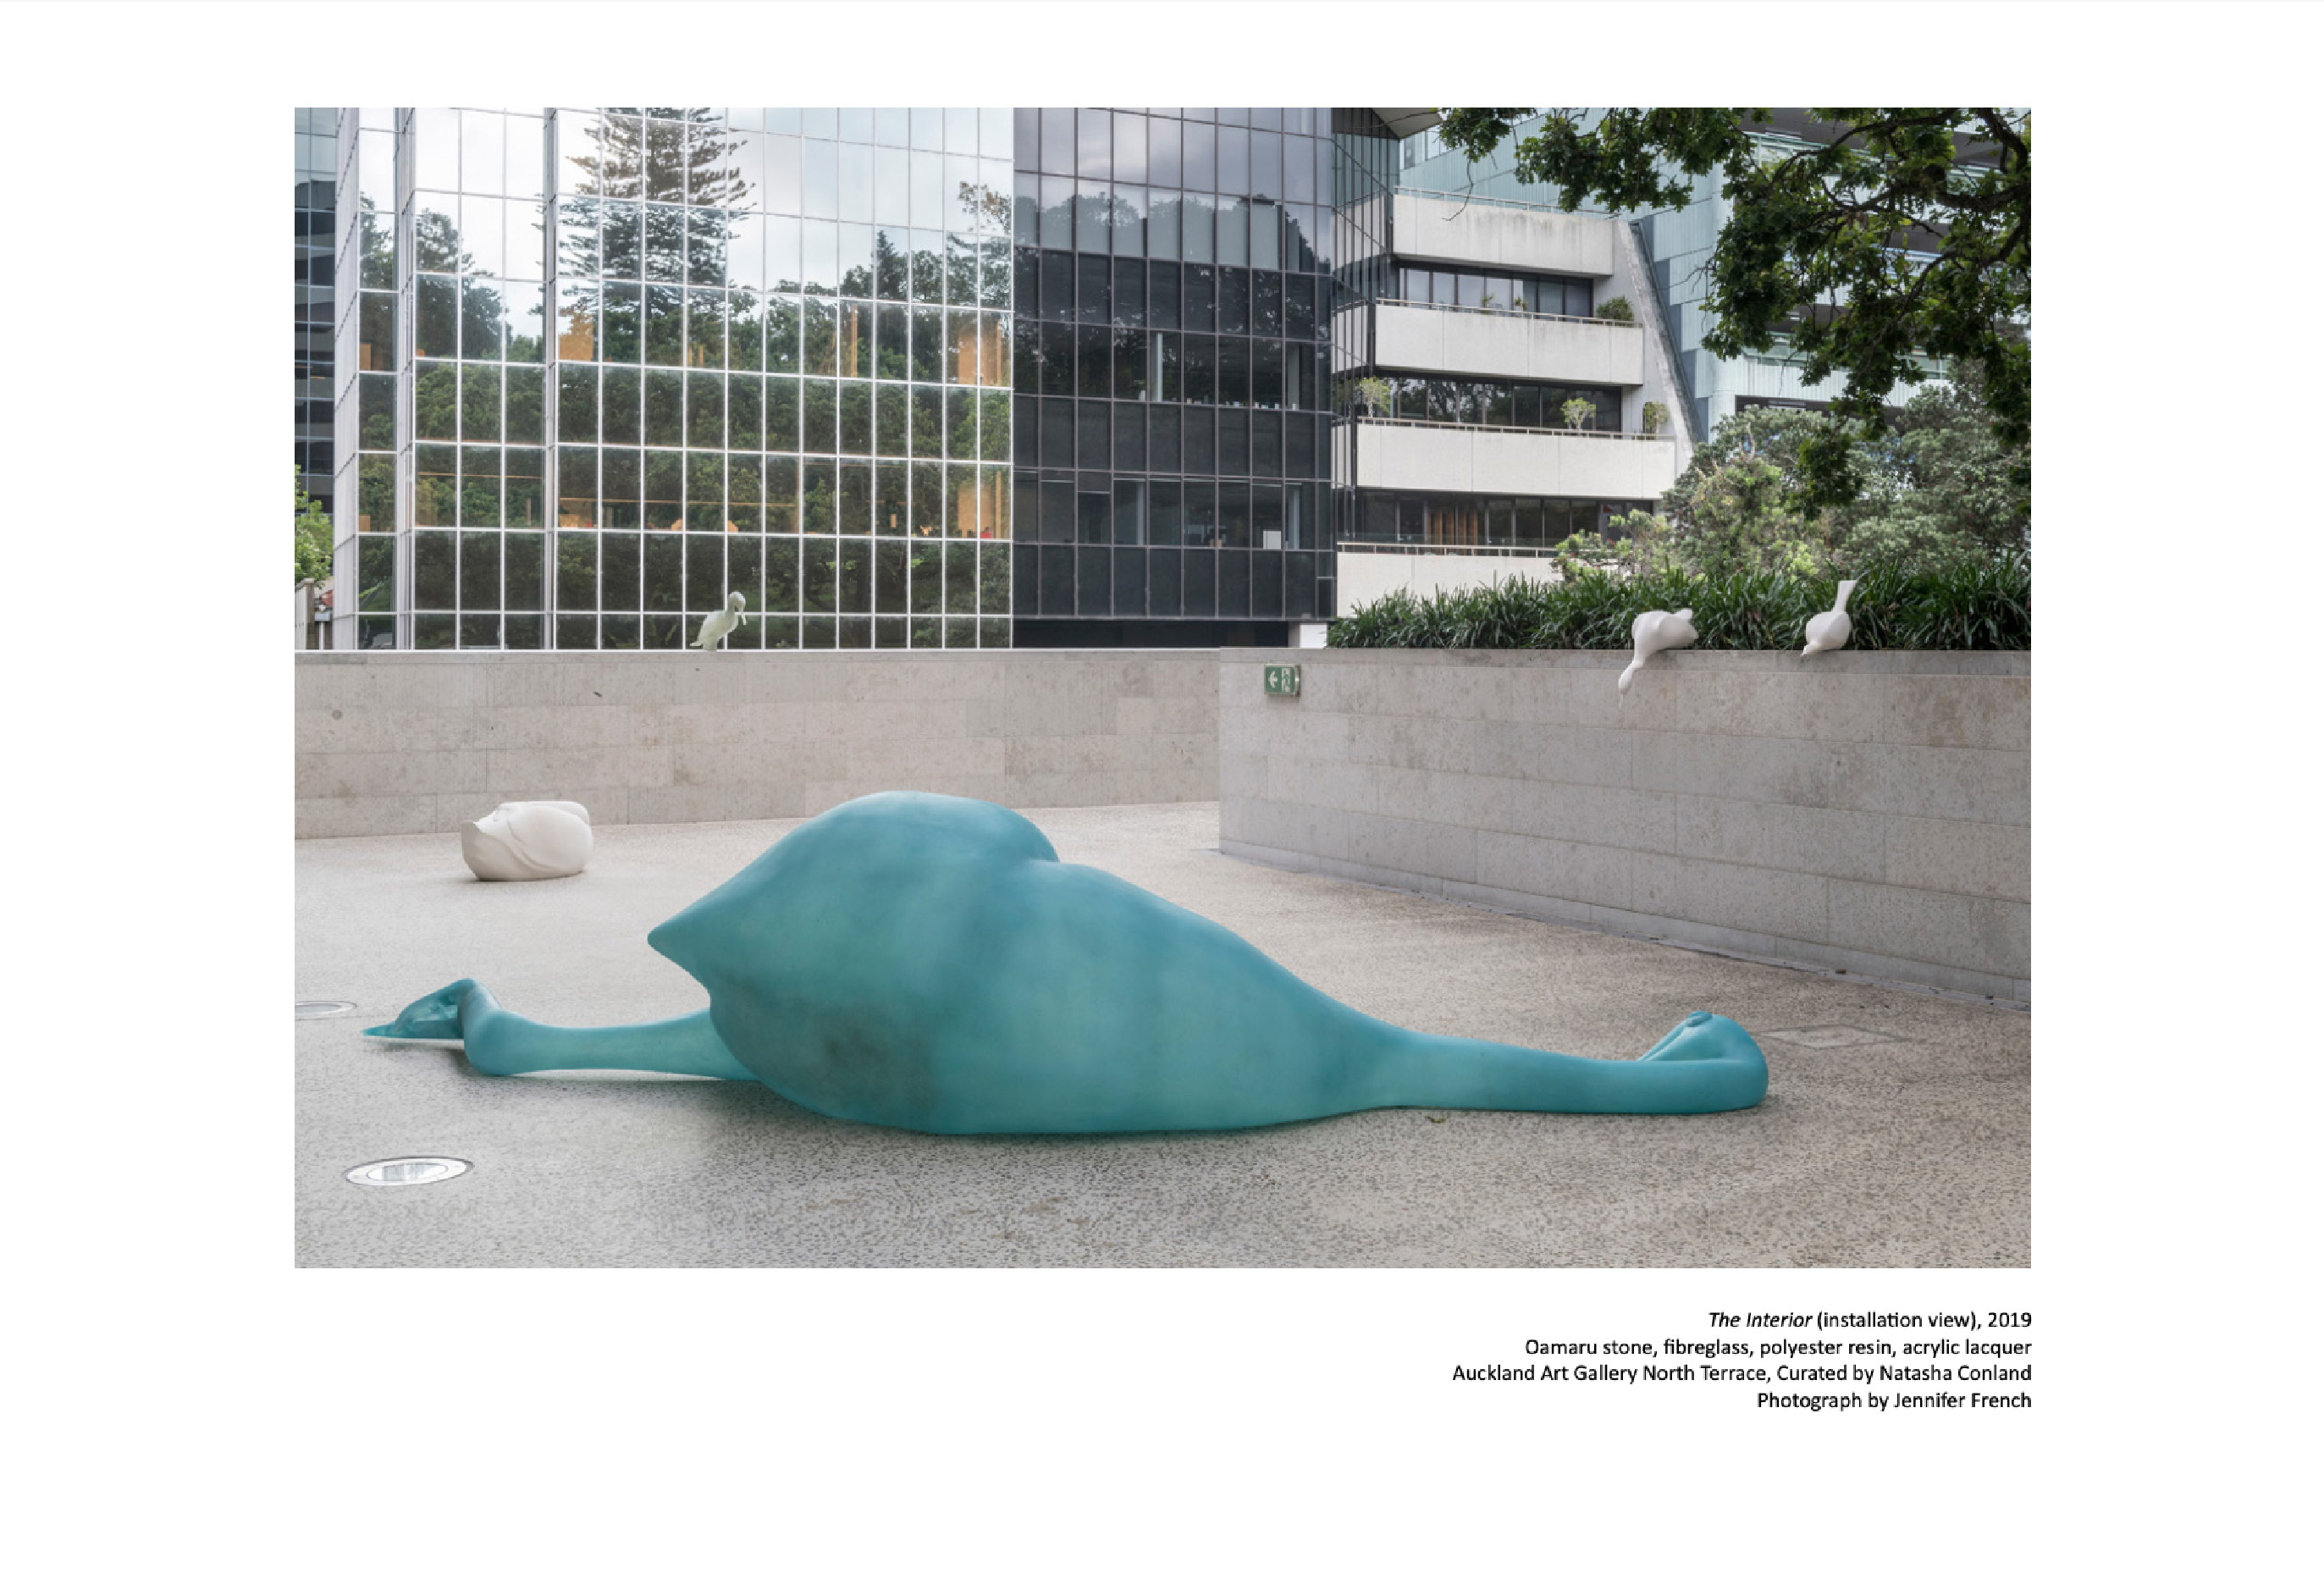 The Interior (installation view), 2019
Oamaru stone, fibreglass, polyester resin, acrylic lacquer
Auckland Art Gallery North Terrace, Curated by Natasha Conland
Photograph by Jennifer French